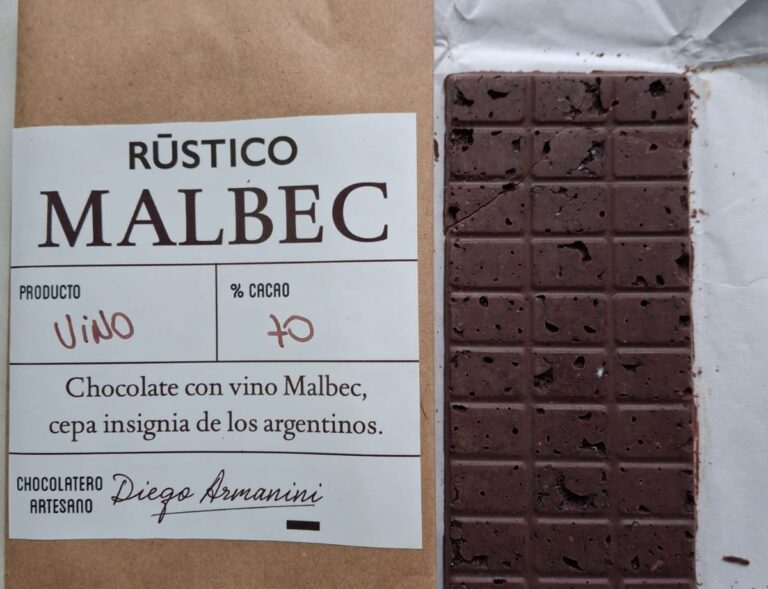 RŪSTICO
MALBEC
PRODUCTO
% CACAO
VINO
70
Chocolate con vino Malbec,
cepa insignia de los argentinos.
CHOCOLATERO
ARTESANO
Diego Armanini